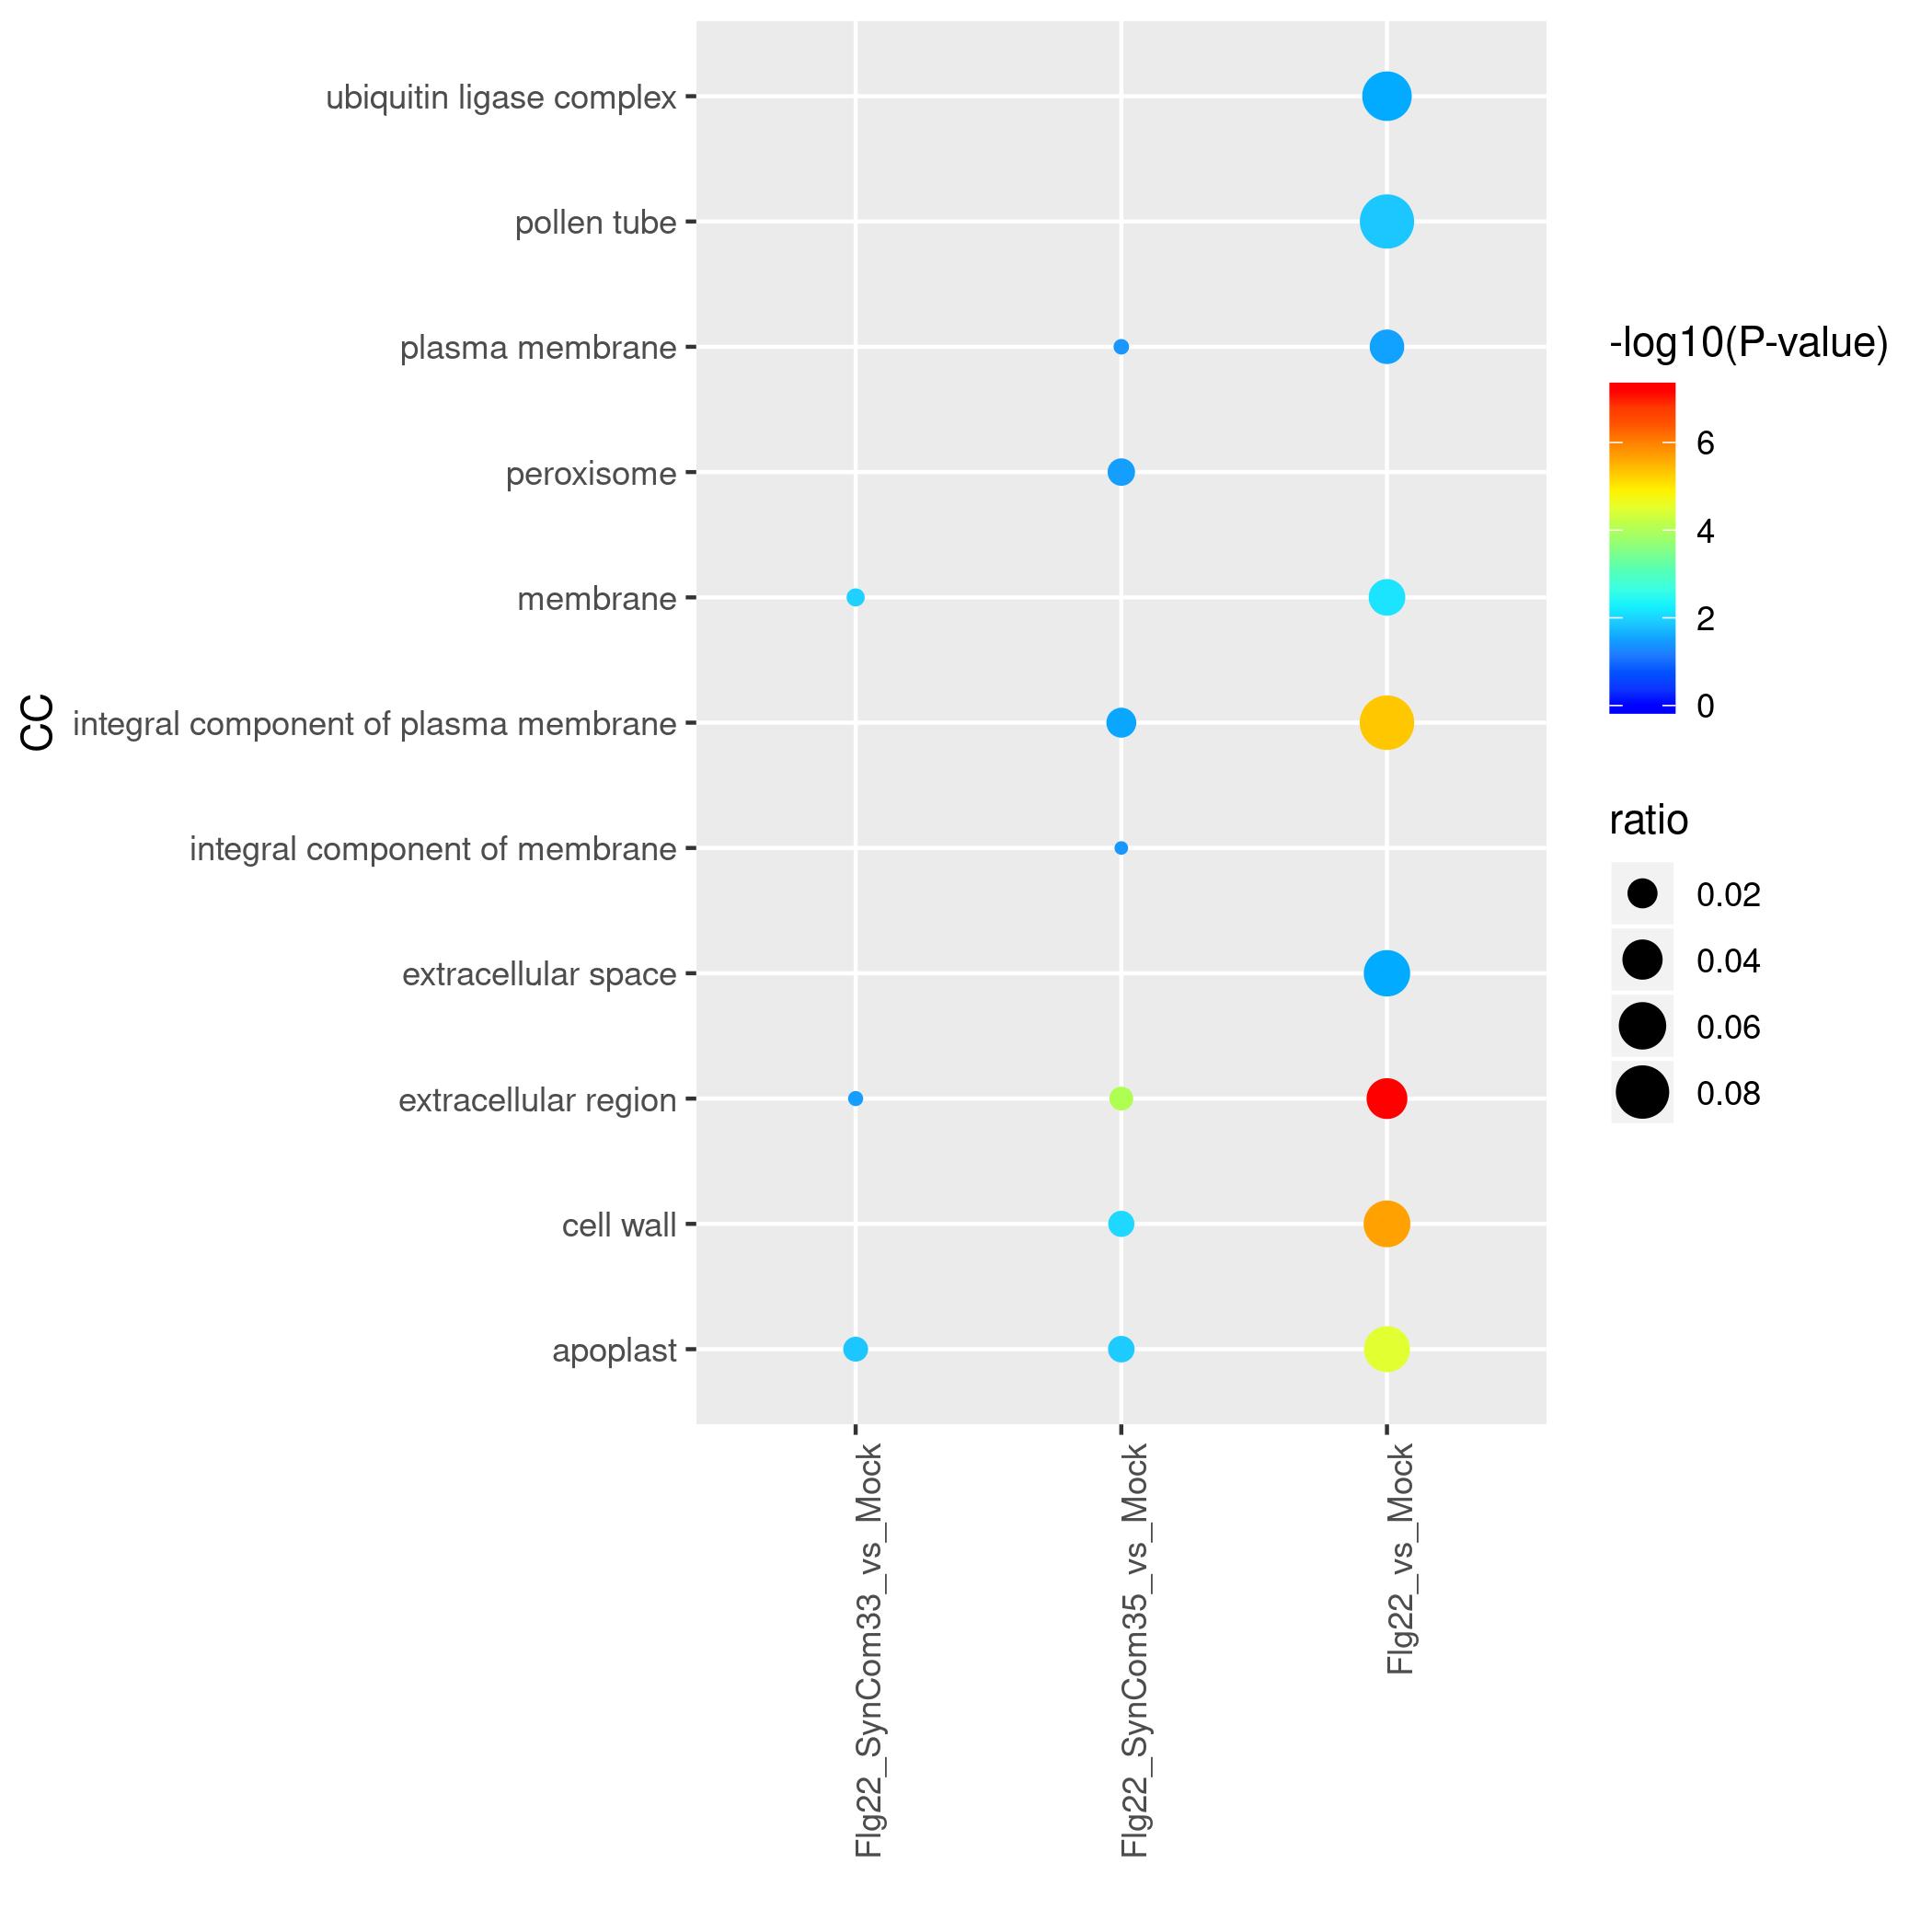 ubiquitin ligase complex
pollen tube
plasma membrane
peroxisome
membrane
integral component of plasma membrane
integral component of membrane
extracellular space
extracellular region
cell wall
apoplast
CC
Flg22_SynCom33_vs_Mock
Flg22_SynCom35_vs_Mock
Flg22_vs_Mock
-log10(P-value)
6
4
2
0
ratio
0.02
0.04
0.06
0.08